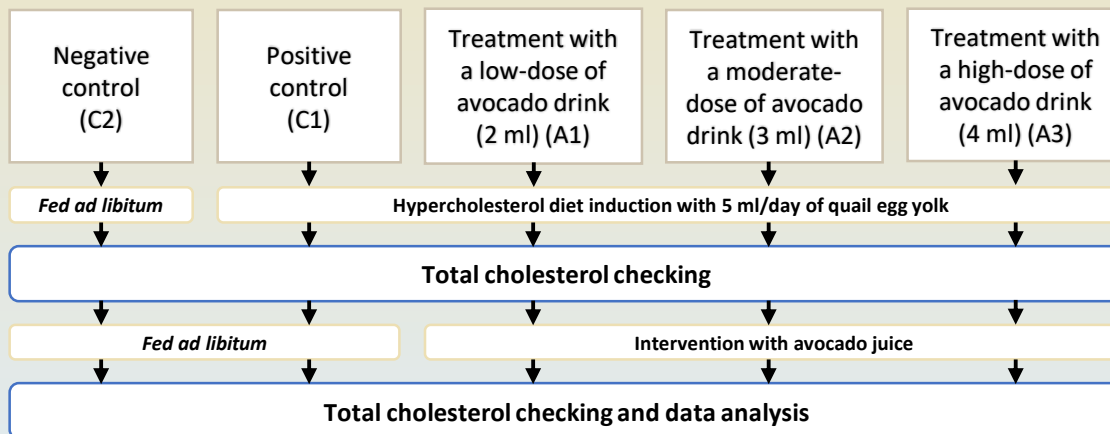 Negative
control
(C2)
Positive
control
(C1)
Treatment with
a low-dose of
avocado drink
(2 ml) (A1)
Treatment with
a moderate-
dose of avocado
drink (3 ml) (A2)
Treatment with
a high-dose of
avocado drink
(4 ml) (A3)
Fed ad libitum
Hypercholesterol diet induction with 5 ml/day of quail egg yolk
Total cholesterol checking
Fed ad libitum
Intervention with avocado juice
Total cholesterol checking and data analysis